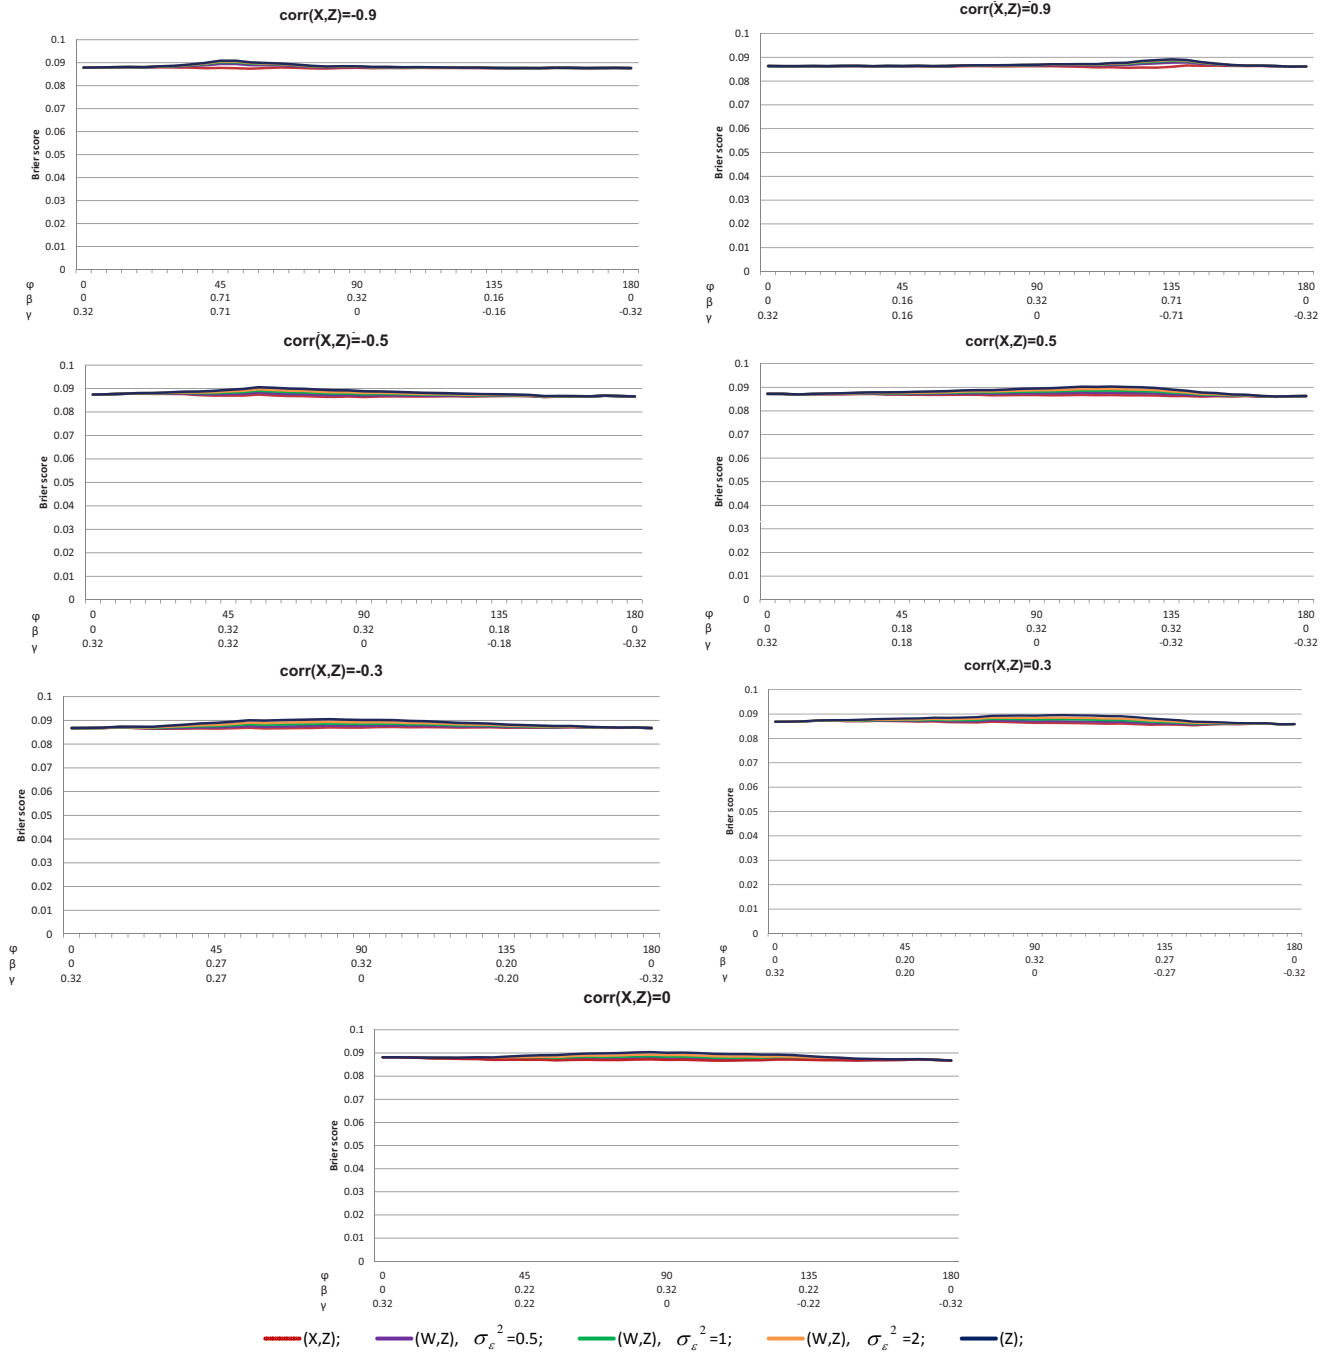 corr(X,Z)=-0.9
0.1
0.09
0.08
0.07
0.06
0.05
0.04
0.03
0.02
0.01
0
Brier score
φ 0 45 90 135 180
β 0 0.71 0.32 0.16 0
γ 0.32 0.71 0 -0.16 -0.32
corr(X,Z)=0.9
0.1
0.09
0.08
0.07
0.06
0.05
0.04
0.03
0.02
0.01
0
Brier score
φ 0 45 90 135 180
β 0 0.16 0.32 0.71 0
γ 0.32 0.16 0 -0.71 -0.32
corr(X,Z)=-0.5
0.1
0.09
0.08
0.07
0.06
0.05
0.04
0.03
0.02
0.01
0
Brier score
φ 0 45 90 135 180
β 0 0.32 0.32 0.18 0
γ 0.32 0.32 0 -0.18 -0.32
corr(X,Z)=0.5
0.1
0.09
0.08
0.07
0.06
0.05
0.04
0.03
0.02
0.01
0
Brier score
φ 0 45 90 135 180
β 0 0.18 0.32 0.32 0
γ 0.32 0.18 0 -0.32 -0.32
corr(X,Z)=-0.3
0.1
0.09
0.08
0.07
0.06
0.05
0.04
0.03
0.02
0.01
0
Brier score
φ 0 45 90 135 180
β 0 0.27 0.32 0.20 0
γ 0.32 0.27 0 -0.20 -0.32
corr(X,Z)=0.3
0.1
0.09
0.08
0.07
0.06
0.05
0.04
0.03
0.02
0.01
0
Brier score
φ 0 45 90 135 180
β 0 0.20 0.32 0.27 0
γ 0.32 0.20 0 -0.27 -0.32
corr(X,Z)=0
0.1
0.09
0.08
0.07
0.06
0.05
0.04
0.03
0.02
0.01
0
Brier score
φ 0 45 90 135 180
β 0 0.22 0.32 0.22 0
γ 0.32 0.22 0 -0.22 -0.32
(X,Z); (W,Z), σε²=0.5; (W,Z), σε²=1; (W,Z), σε²=2; (Z);